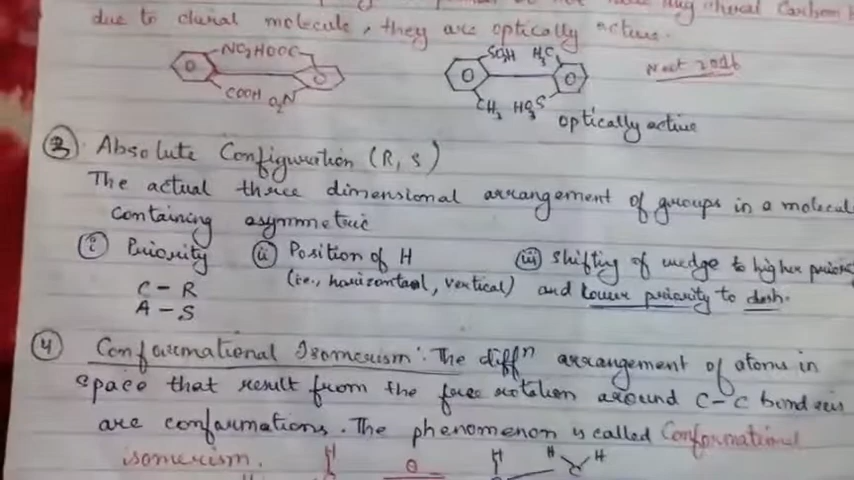 any chiral Carbon
due to chiral molecule, they are optically active.
NO2 HOOC
COOH O2N
SO3H H3C
CH3 HO3S
Neet 2016
optically active
3 Absolute Configuration (R, S)
The actual three dimensional arrangement of groups in a molecul
containing asymmetric
i Priority ii Position of H iii Shifting of wedge to higher priority
C - R (i.e., horizontal, vertical) and lower priority to dash.
A - S
4 Conformational Isomerism : The diffn arrangement of atoms in
space that result from the free rotation around C-C bond axis
are conformations. The phenomenon is called Conformational
isomerism.
H H H H